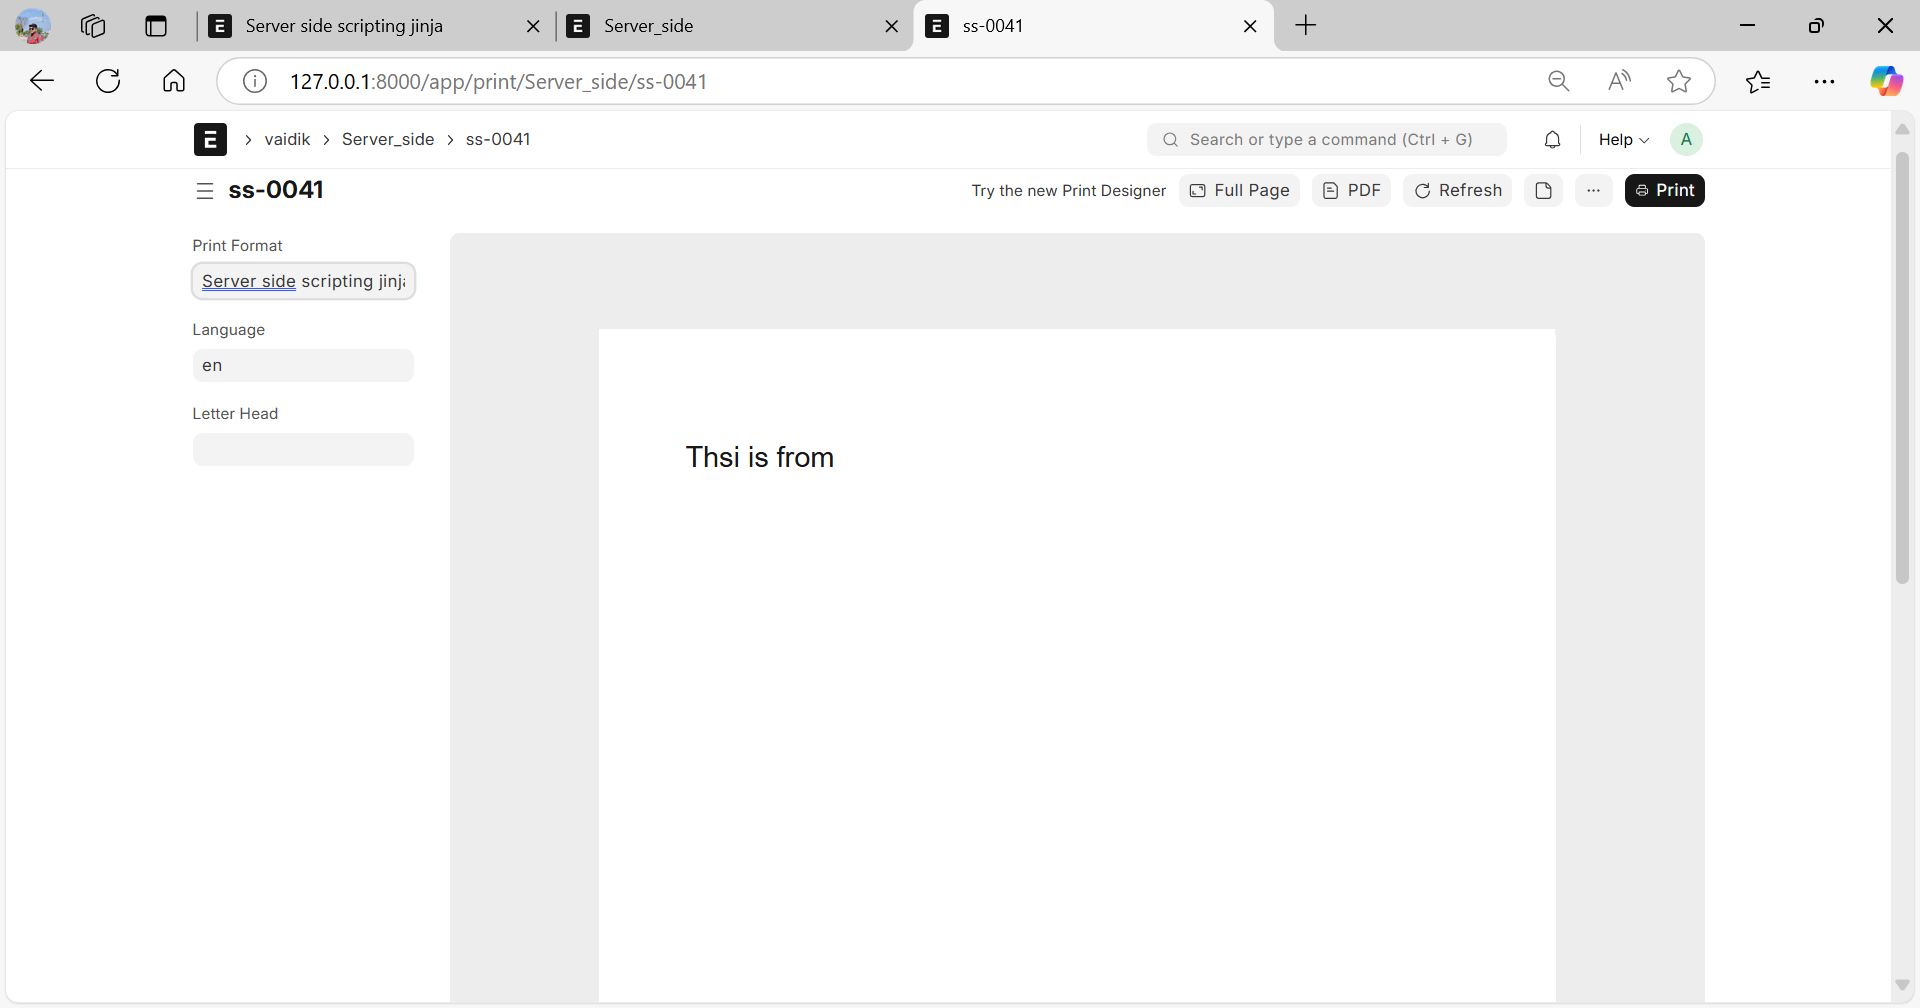 Server side scripting jinja
Server_side
ss-0041
127.0.0.1:8000/app/print/Server_side/ss-0041
E > vaidik > Server_side > ss-0041
Search or type a command (Ctrl + G)
Help
A
ss-0041
Try the new Print Designer
Full Page
PDF
Refresh
Print
Print Format
Server side scripting jinja
Language
en
Letter Head
Thsi is from